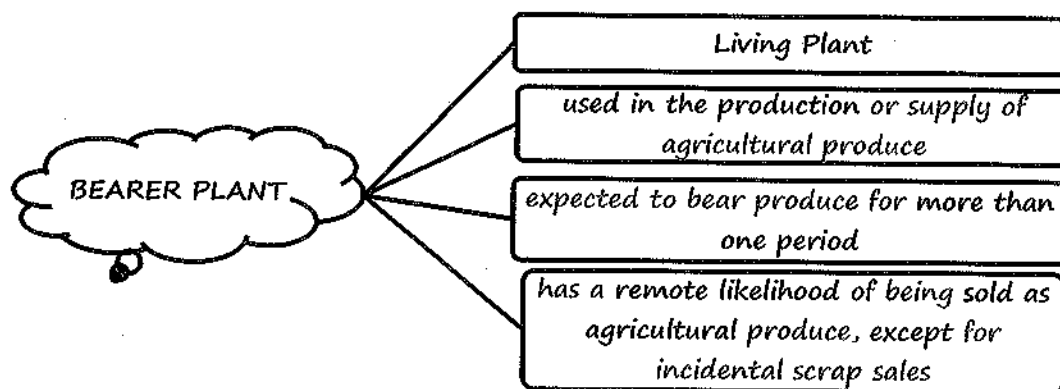 BEARER PLANT
Living Plant
used in the production or supply of
agricultural produce
expected to bear produce for more than
one period
has a remote likelihood of being sold as
agricultural produce, except for
incidental scrap sales